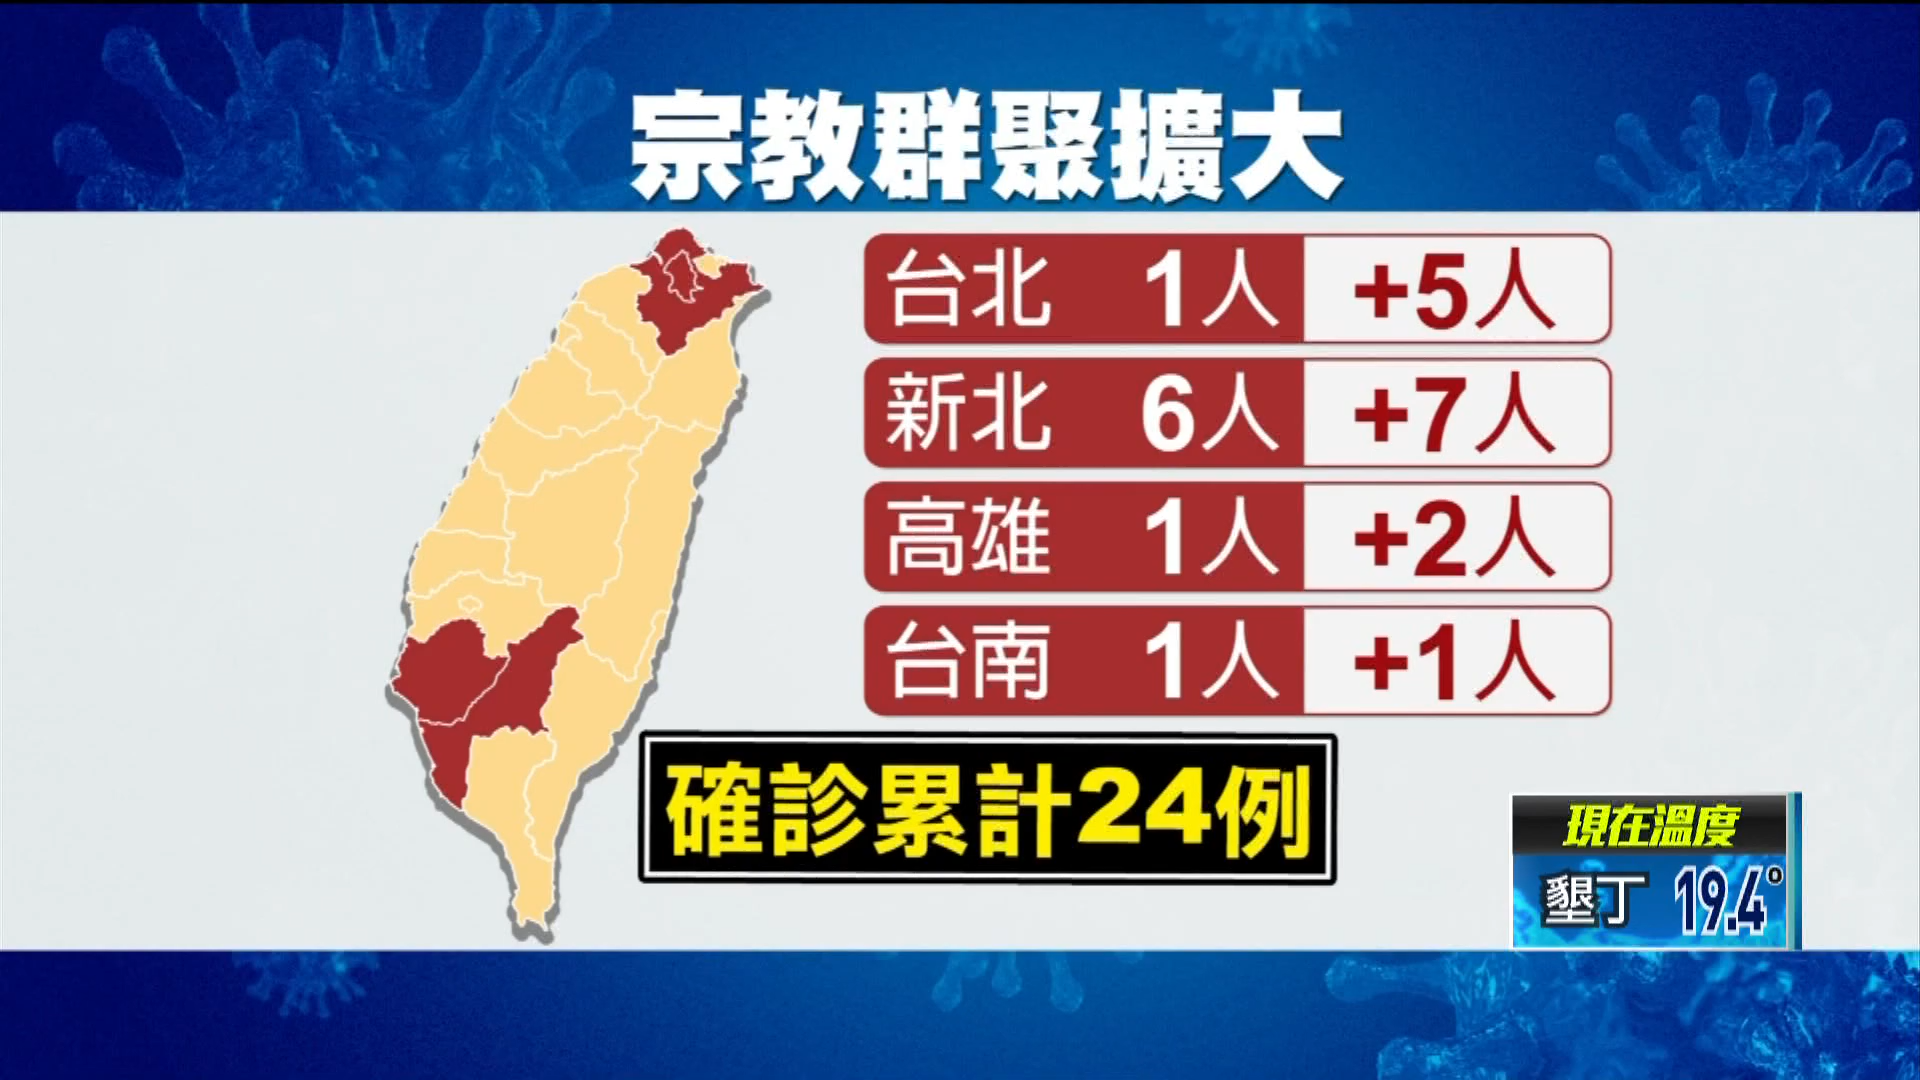 宗教群聚擴大
台北 1人 +5人
新北 6人 +7人
高雄 1人 +2人
台南 1人 +1人
確診累計24例
現在溫度
墾丁 19.4°